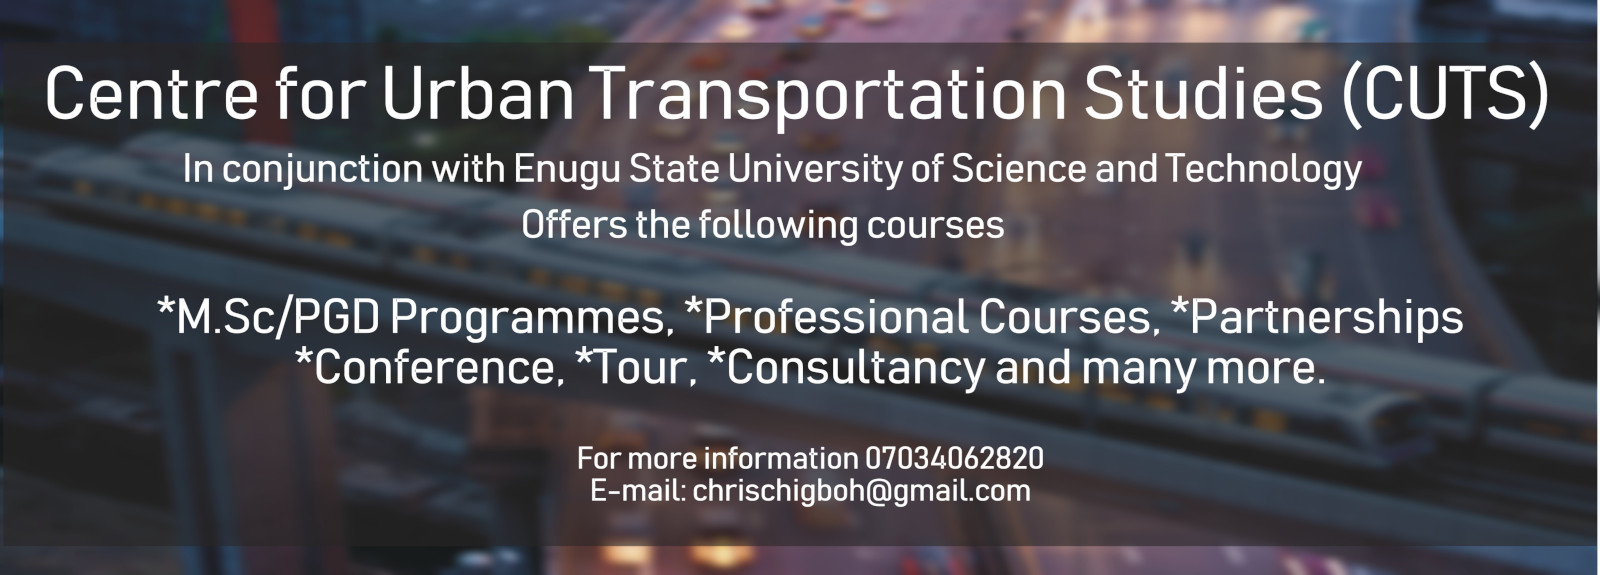 Centre for Urban Transportation Studies (CUTS)
In conjunction with Enugu State University of Science and Technology
Offers the following courses
*M.Sc/PGD Programmes, *Professional Courses, *Partnerships
*Conference, *Tour, *Consultancy and many more.
For more information 07034062820
E-mail: chrischigboh@gmail.com